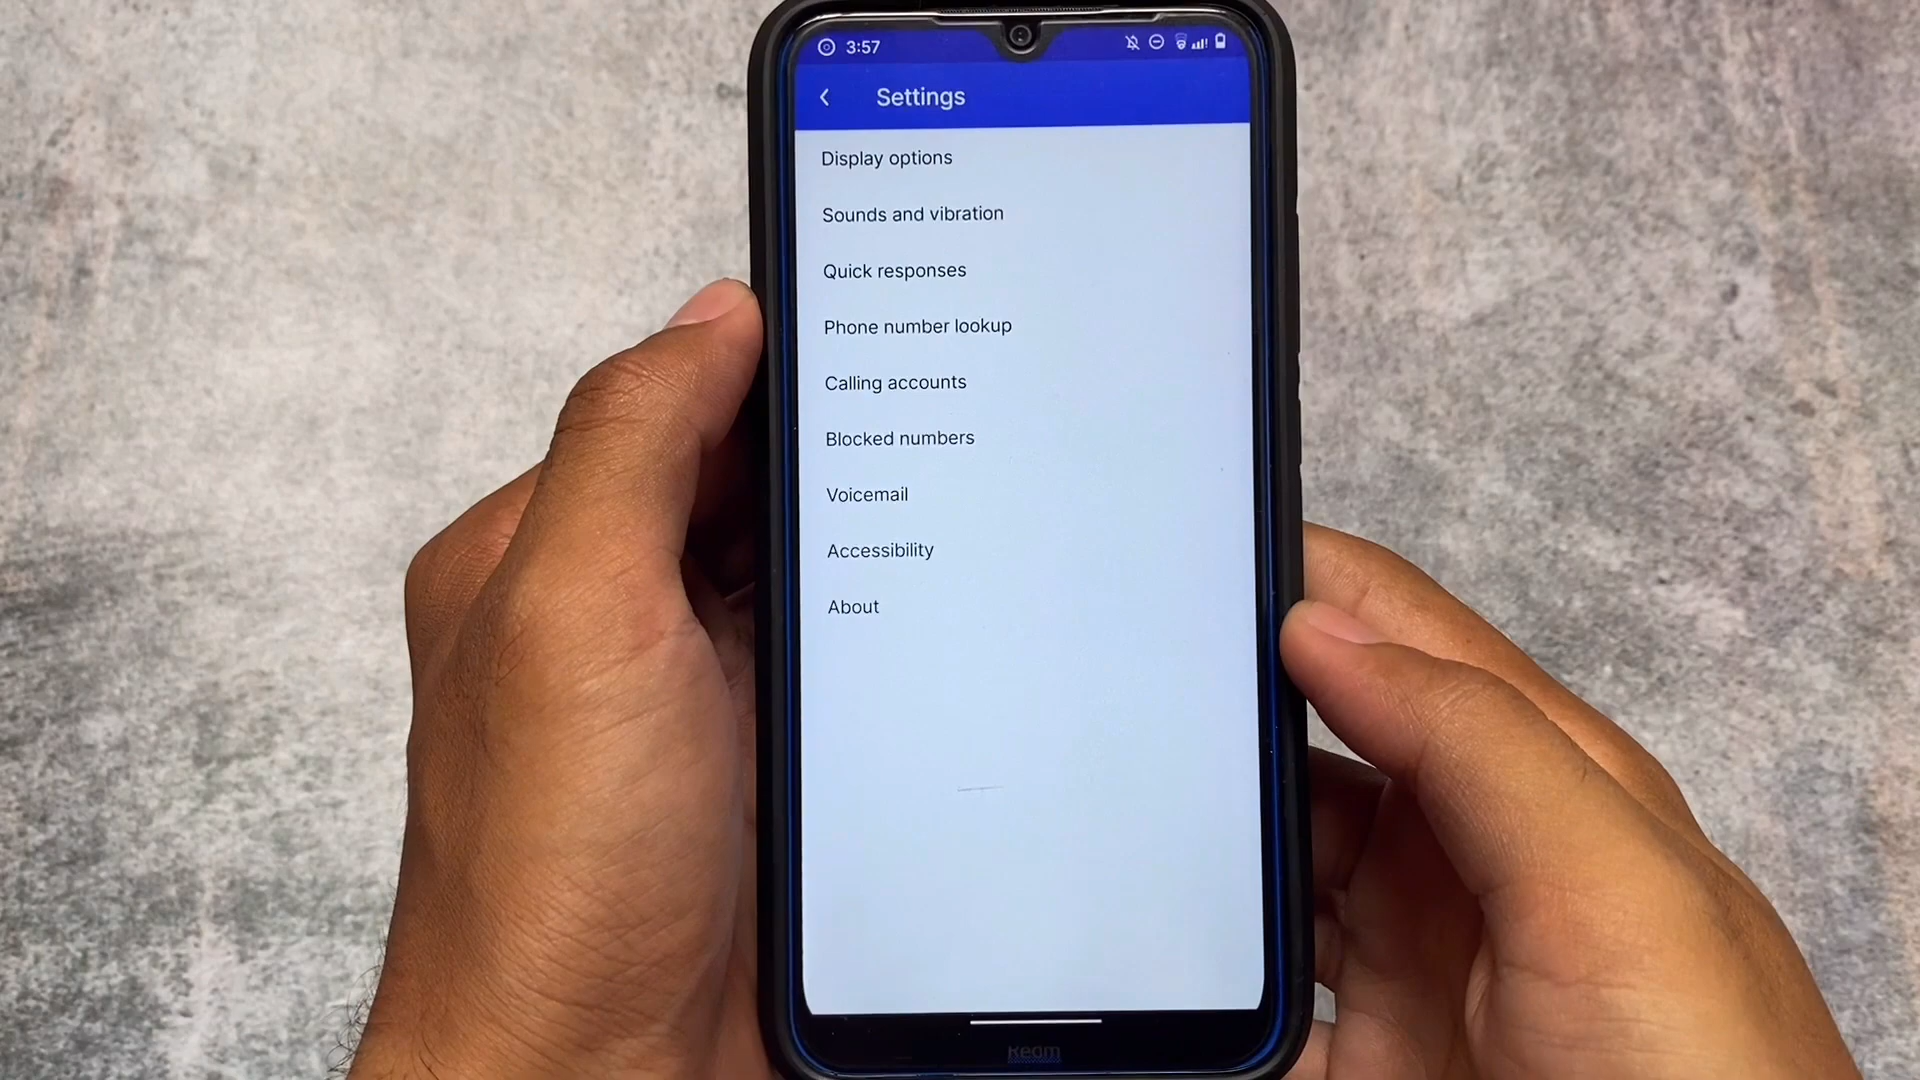 3:57
Settings
Display options
Sounds and vibration
Quick responses
Phone number lookup
Calling accounts
Blocked numbers
Voicemail
Accessibility
About